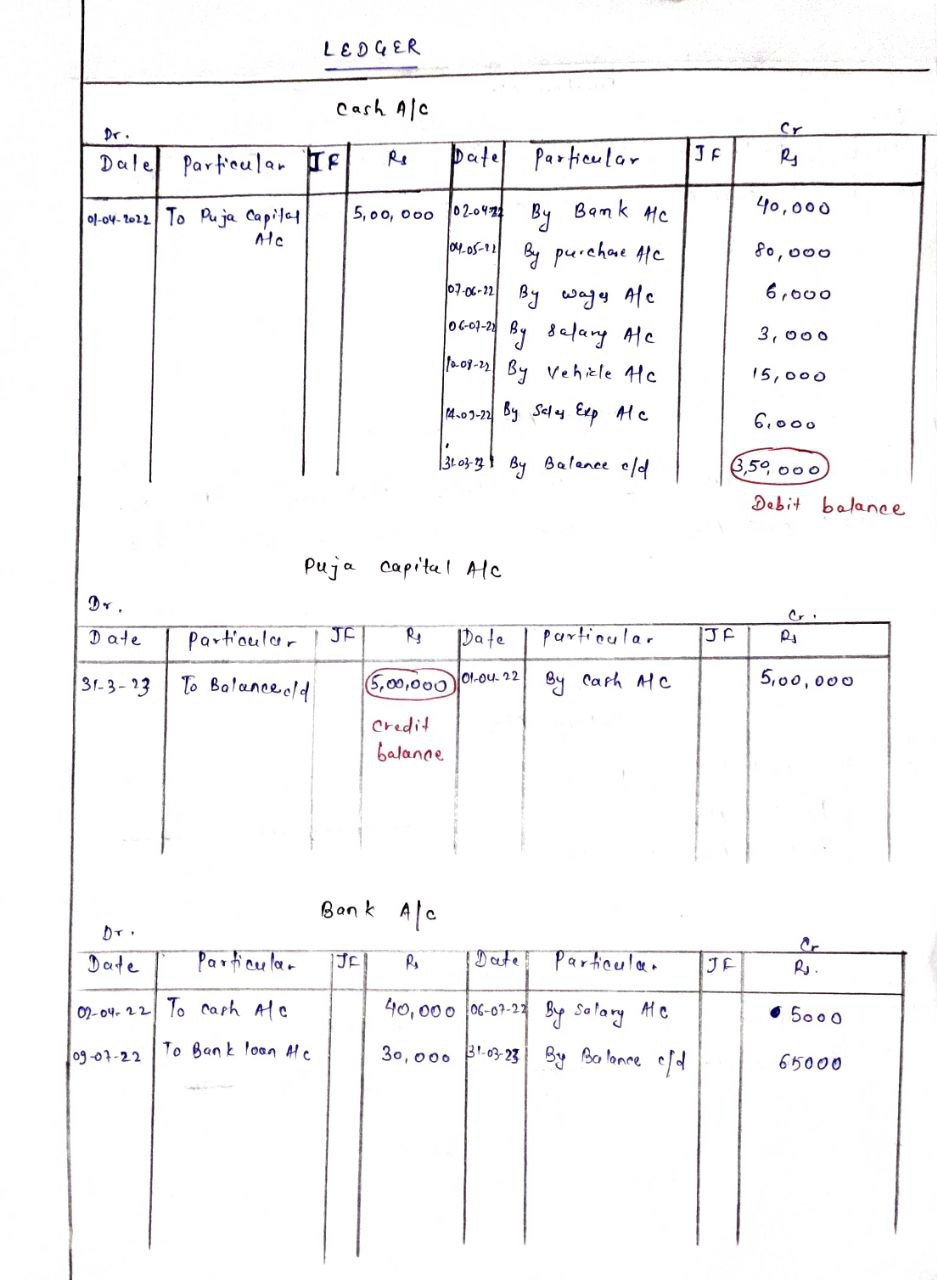 LEDGER
Cash A/c
Dr. Cr
Date Particular JF Rs Date Particular JF Rs
01-04-2022 To Puja Capital A/c 5,00,000 02-04-22 By Bank A/c 40,000
04-05-22 By purchase A/c 80,000
07-06-22 By wages A/c 6,000
06-07-22 By Salary A/c 3,000
By Vehicle A/c 15,000
14-09-22 By Sales Exp A/c 6,000
31-03-23 By Balance c/d 3,50,000
Debit balance
Puja Capital A/c
Dr. Cr.
Date Particular JF Rs Date Particular JF Rs
31-3-23 To Balance c/d 5,00,000 01-04-22 By Cash A/c 5,00,000
Credit
balance
Bank A/c
Dr. Cr
Date Particular JF Rs Date Particular JF Rs.
02-04-22 To Cash A/c 40,000 06-07-22 By Salary A/c 5000
09-07-22 To Bank loan A/c 30,000 31-03-23 By Balance c/d 65000